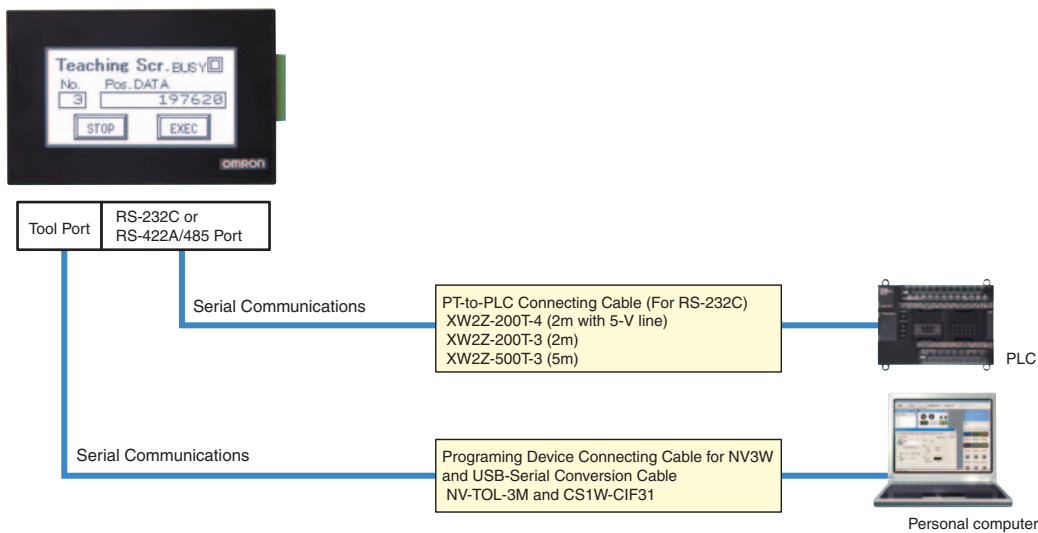 Teaching Scr. BUSY
No. Pos.DATA
3 197620
STOP EXEC
OMRON
Tool Port
RS-232C or
RS-422A/485 Port
Serial Communications
PT-to-PLC Connecting Cable (For RS-232C)
XW2Z-200T-4 (2m with 5-V line)
XW2Z-200T-3 (2m)
XW2Z-500T-3 (5m)
PLC
Serial Communications
Programing Device Connecting Cable for NV3W
and USB-Serial Conversion Cable
NV-TOL-3M and CS1W-CIF31
Personal computer